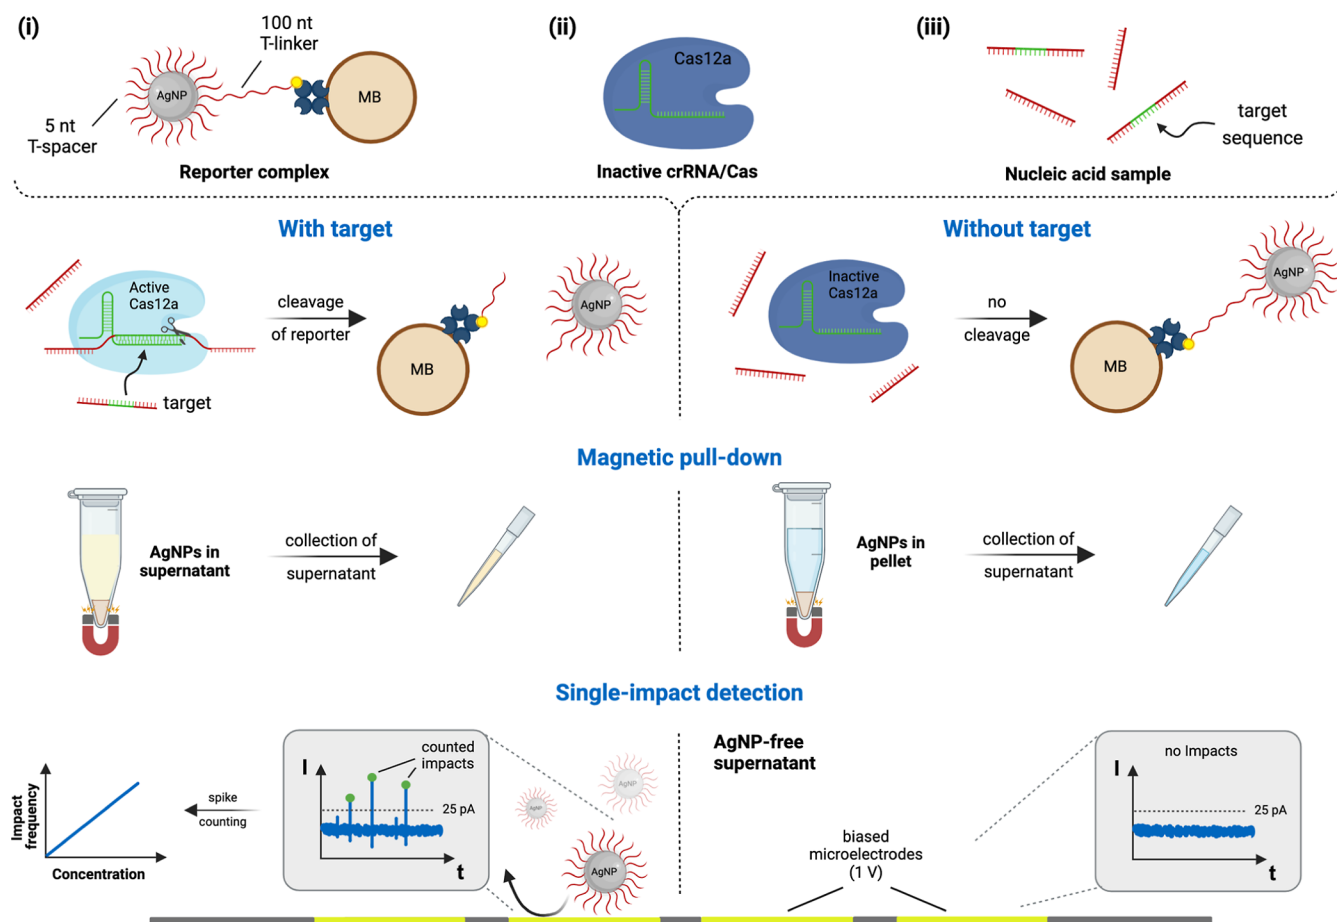 (i)
100 nt
T-linker
AgNP
MB
5 nt
T-spacer
Reporter complex
(ii)
Cas12a
Inactive crRNA/Cas
(iii)
target
sequence
Nucleic acid sample
With target
Active
Cas12a
target
cleavage
of reporter
MB
AgNP
Without target
Inactive
Cas12a
no
cleavage
MB
AgNP
Magnetic pull-down
AgNPs in
supernatant
collection of
supernatant
AgNPs in
pellet
collection of
supernatant
Single-impact detection
Impact
frequency
Concentration
spike
counting
I
counted
impacts
25 pA
t
AgNP
AgNP
AgNP
AgNP-free
supernatant
biased
microelectrodes
(1 V)
no Impacts
I
25 pA
t